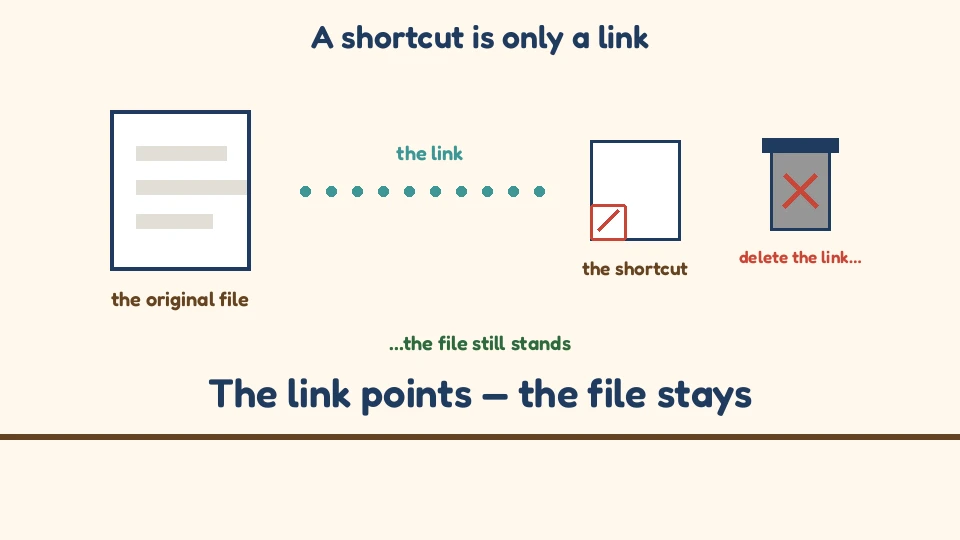 A shortcut is only a link
the link
the original file
the shortcut
delete the link...
...the file still stands
The link points — the file stays